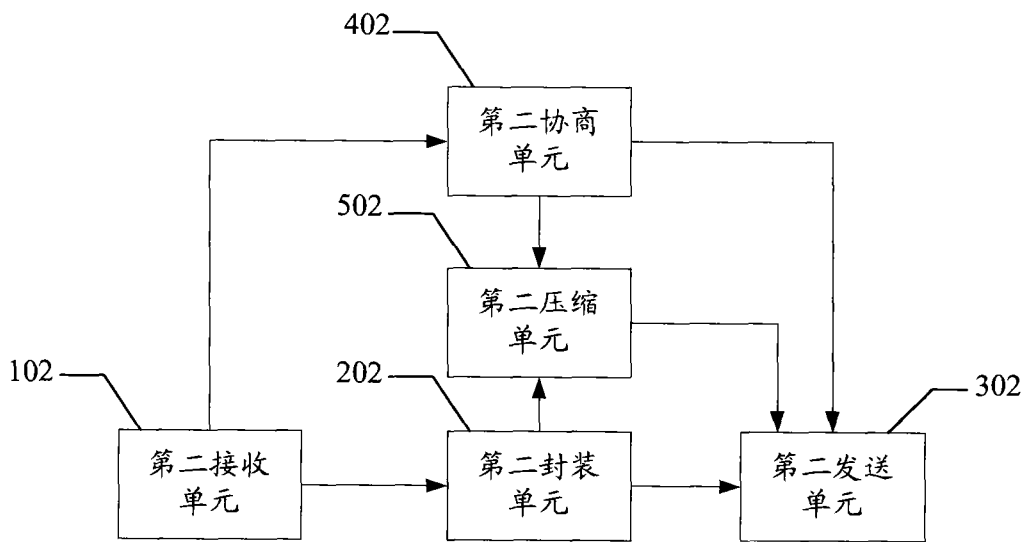 402
第二协商
单元
502
第二压缩
单元
102
第二接收
单元
202
第二封装
单元
302
第二发送
单元